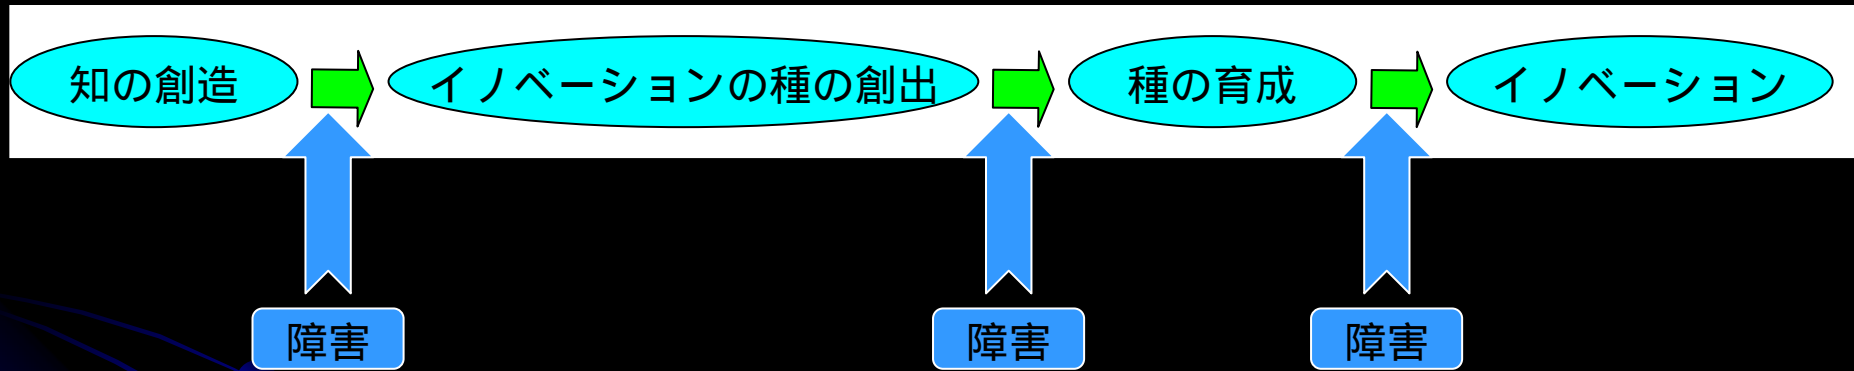 知の創造
イノベーションの種の創出
種の育成
イノベーション
障害
障害
障害